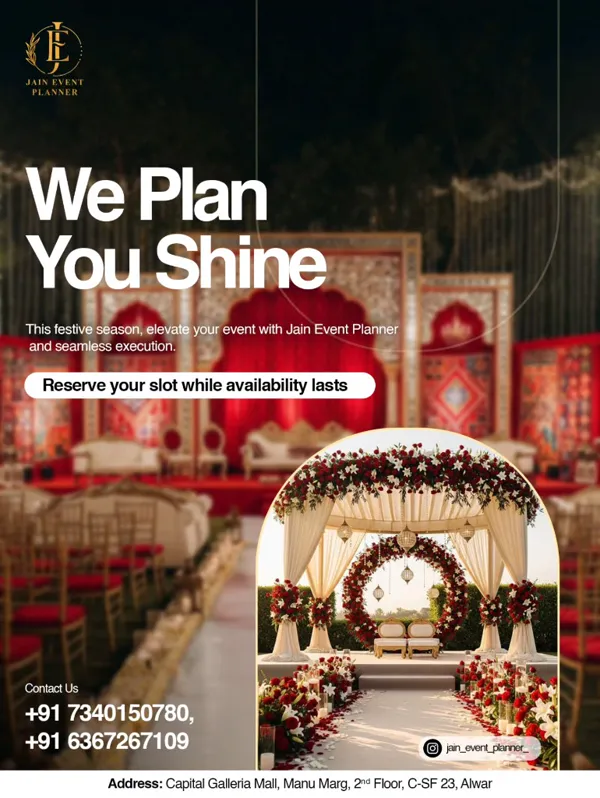 JAIN EVENT
PLANNER
We Plan
You Shine
This festive season, elevate your event with Jain Event Planner
and seamless execution.
Reserve your slot while availability lasts
Contact Us
+91 7340150780,
+91 6367267109
jain_event_planner_
Address: Capital Galleria Mall, Manu Marg, 2nd Floor, C-SF 23, Alwar